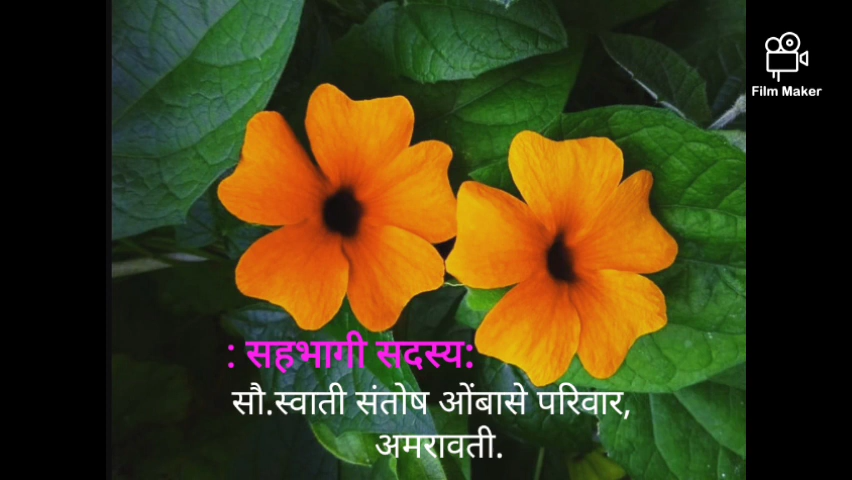 Film Maker
: सहभागी सदस्य:
सौ.स्वाती संतोष ओंबासे परिवार,
अमरावती.